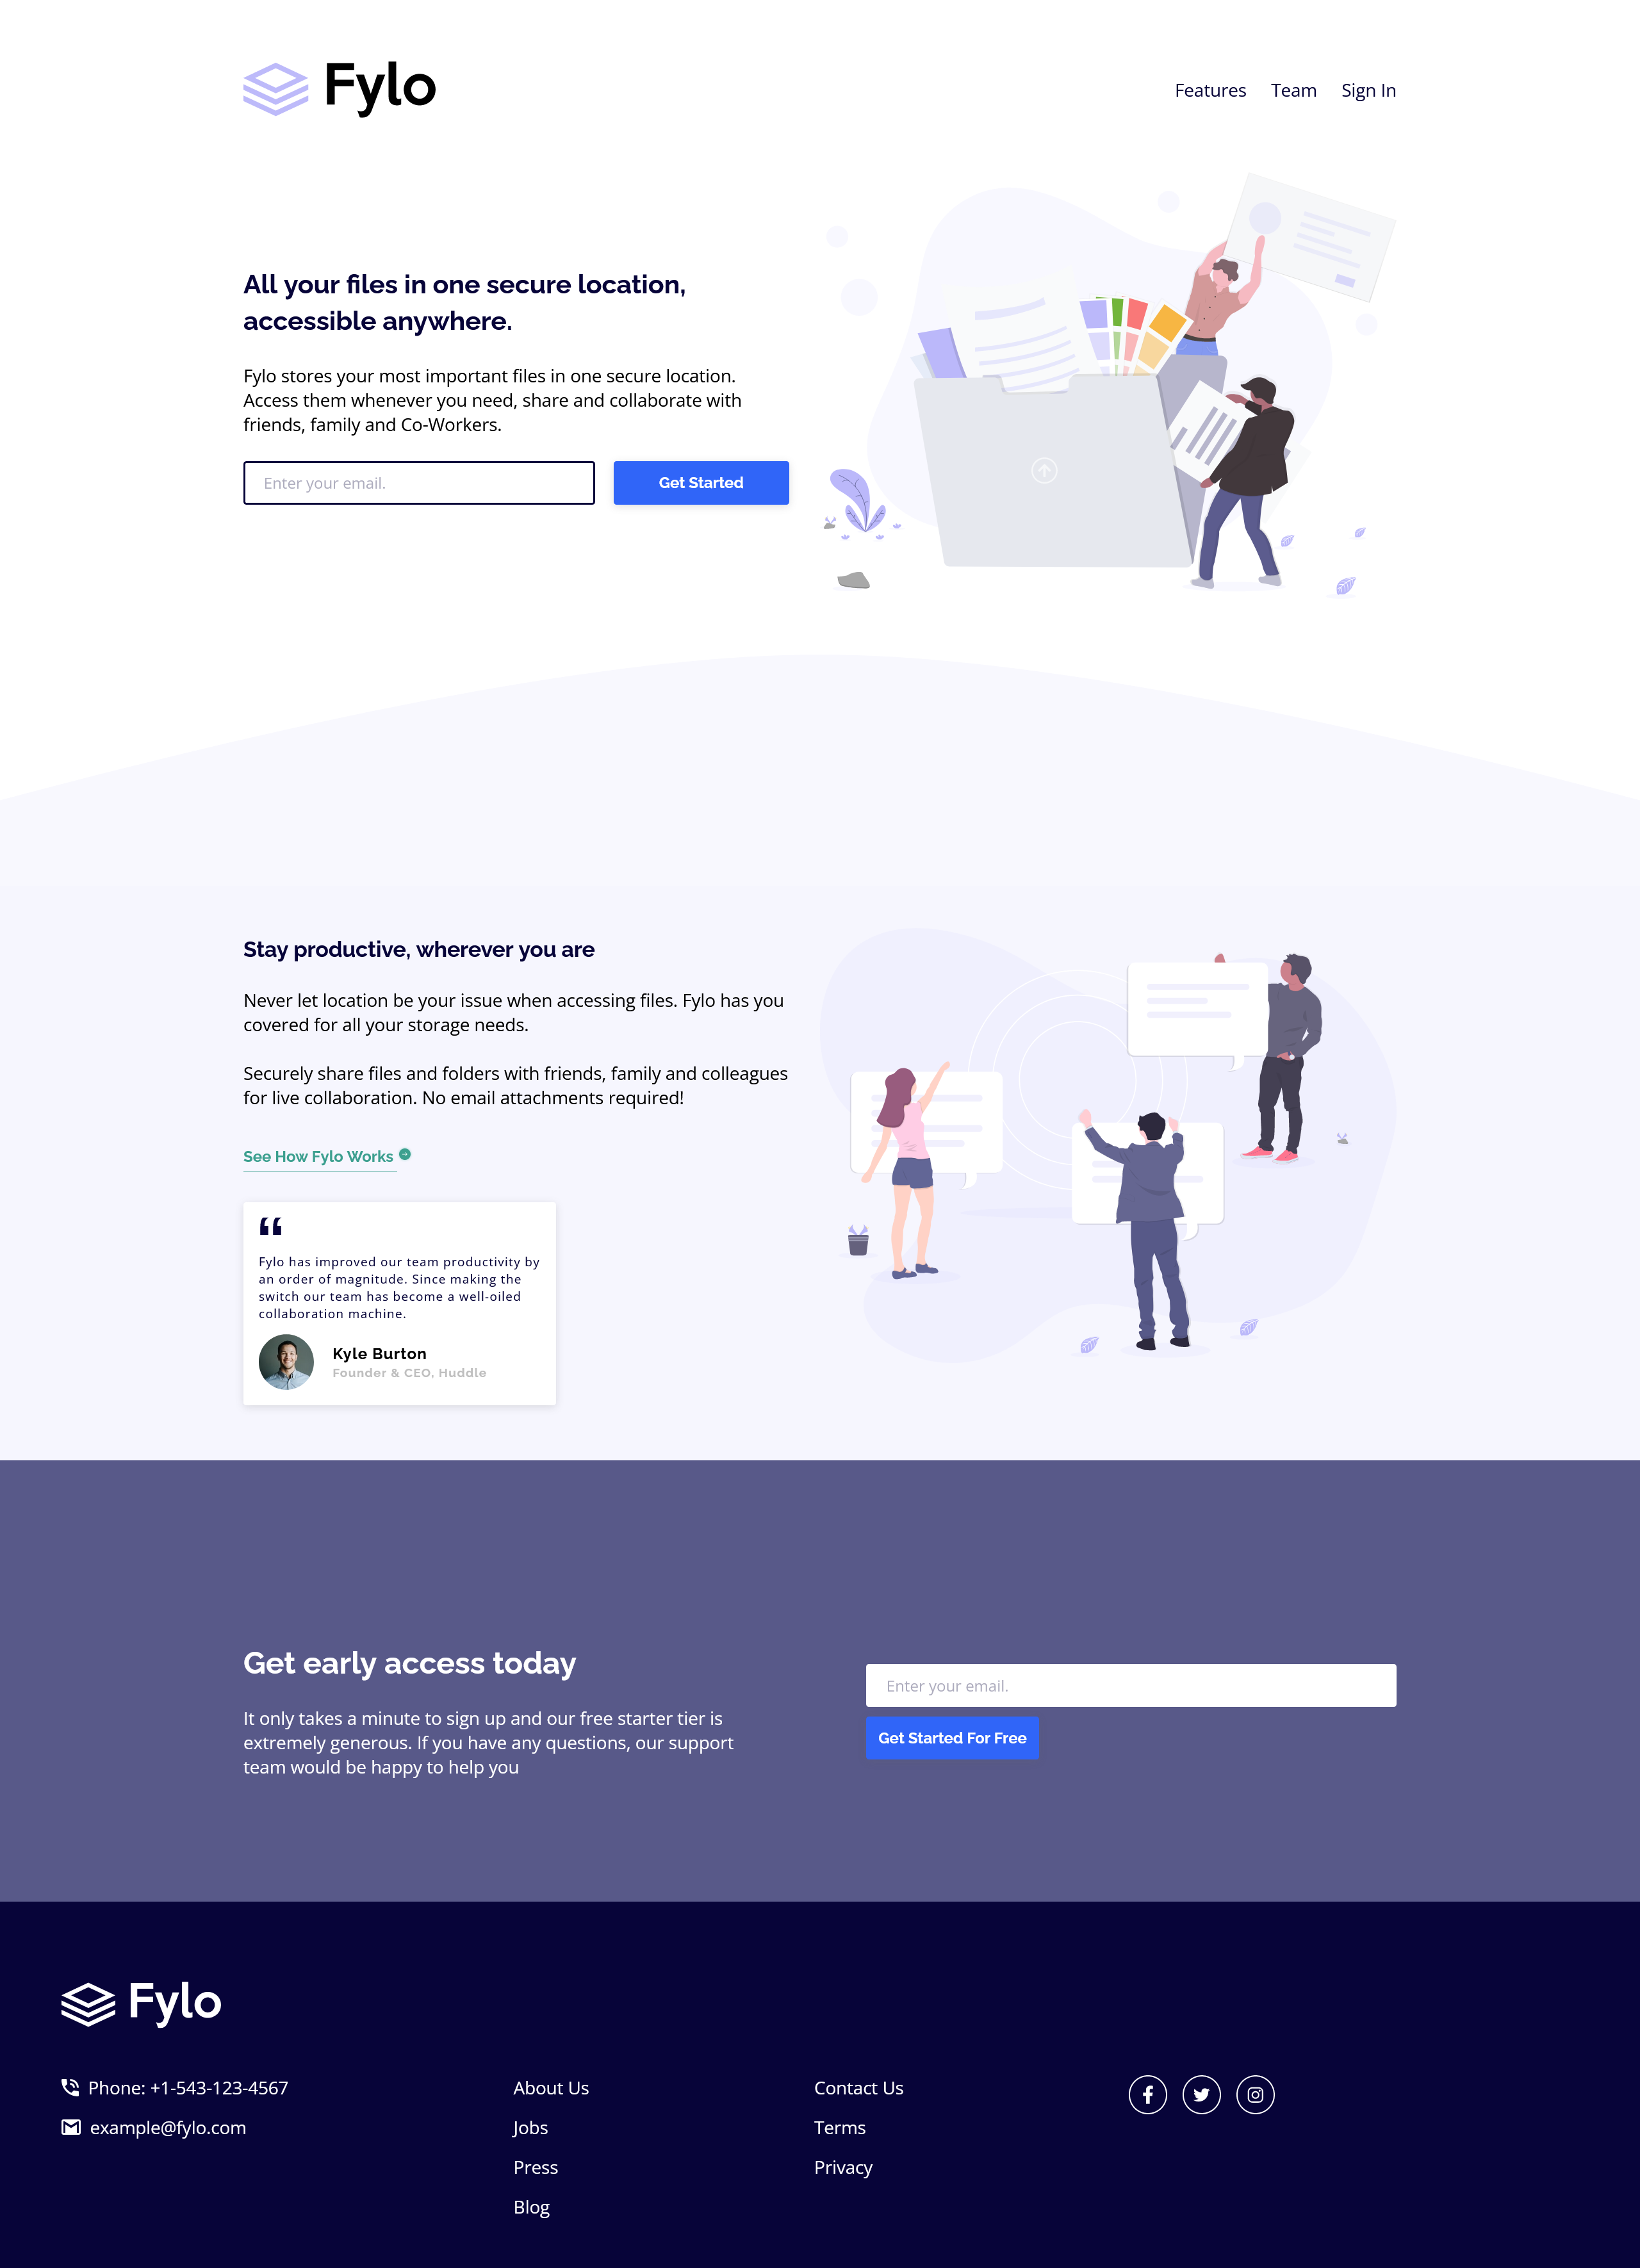 Fylo
Features Team Sign In
All your files in one secure location,
accessible anywhere.
Fylo stores your most important files in one secure location.
Access them whenever you need, share and collaborate with
friends, family and Co-Workers.
Enter your email.
Get Started
Stay productive, wherever you are
Never let location be your issue when accessing files. Fylo has you
covered for all your storage needs.
Securely share files and folders with friends, family and colleagues
for live collaboration. No email attachments required!
See How Fylo Works
“
Fylo has improved our team productivity by
an order of magnitude. Since making the
switch our team has become a well-oiled
collaboration machine.
Kyle Burton
Founder & CEO, Huddle
Get early access today
It only takes a minute to sign up and our free starter tier is
extremely generous. If you have any questions, our support
team would be happy to help you
Enter your email.
Get Started For Free
Fylo
Phone: +1-543-123-4567
example@fylo.com
About Us
Jobs
Press
Blog
Contact Us
Terms
Privacy